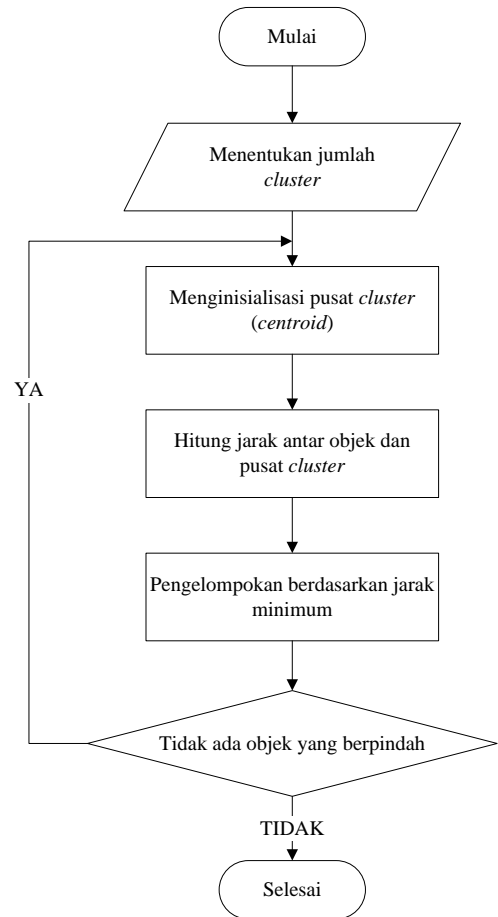 Mulai
Menentukan jumlah
cluster
Menginisialisasi pusat cluster
(centroid)
YA
Hitung jarak antar objek dan
pusat cluster
Pengelompokan berdasarkan jarak
minimum
Tidak ada objek yang berpindah
TIDAK
Selesai